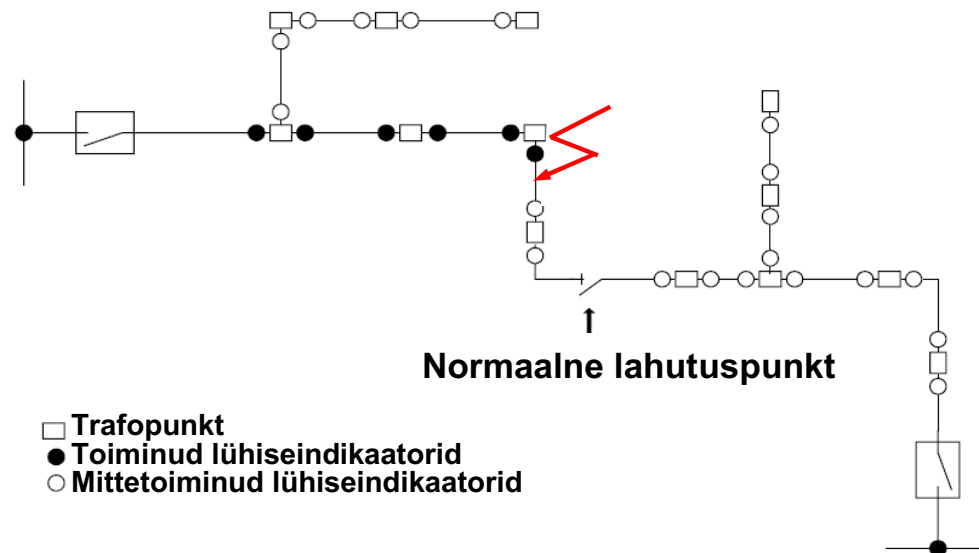 Normaalne lahutuspunkt
Trafopunkt
Toiminud lühiseindikaatorid
Mittetoiminud lühiseindikaatorid